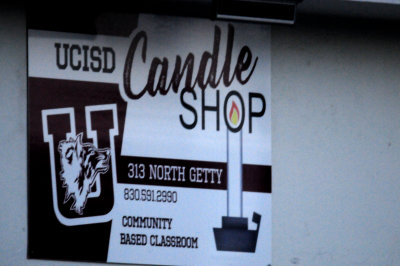 UCISD
Candle
SHOP
U
313 NORTH GETTY
830.591.2990
COMMUNITY
BASED CLASSROOM